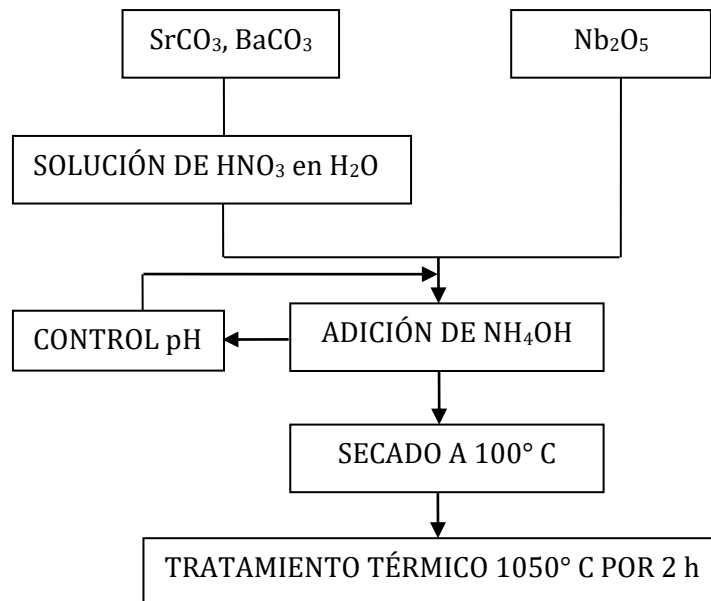 SrCO₃, BaCO₃
Nb₂O₅
SOLUCIÓN DE HNO₃ en H₂O
CONTROL pH
ADICIÓN DE NH₄OH
SECADO A 100° C
TRATAMIENTO TÉRMICO 1050° C POR 2 h